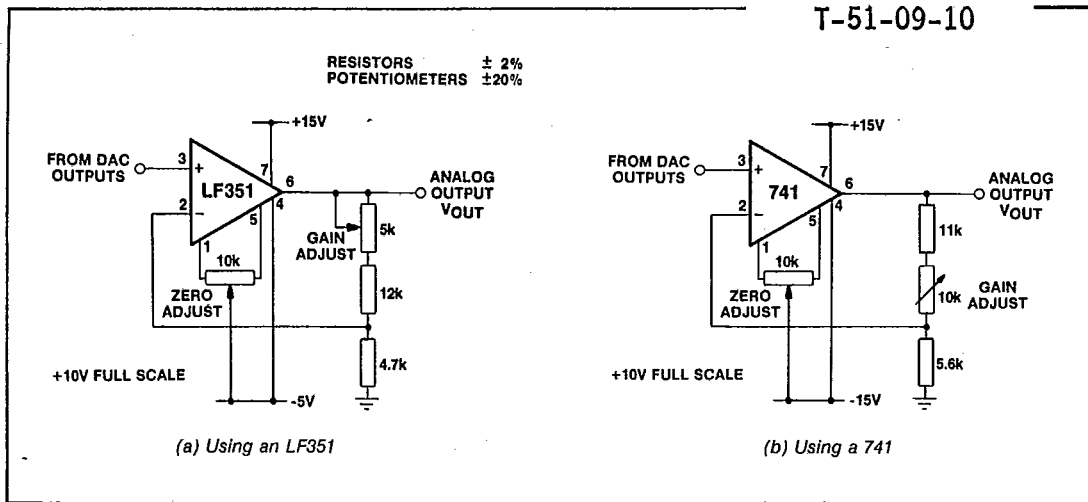 T-51-09-10
RESISTORS ± 2%
POTENTIOMETERS ±20%
+15V
FROM DAC
OUTPUTS
3
+
7
LF351
6
ANALOG
OUTPUT
VOUT
2
−
4
5
1
GAIN
ADJUST
5k
10k
ZERO
ADJUST
12k
4.7k
+10V FULL SCALE
-5V
(a) Using an LF351
+15V
FROM DAC
OUTPUTS
3
+
7
741
6
ANALOG
OUTPUT
VOUT
2
−
4
5
1
11k
10k
ZERO
ADJUST
10k
GAIN
ADJUST
5.6k
+10V FULL SCALE
-15V
(b) Using a 741